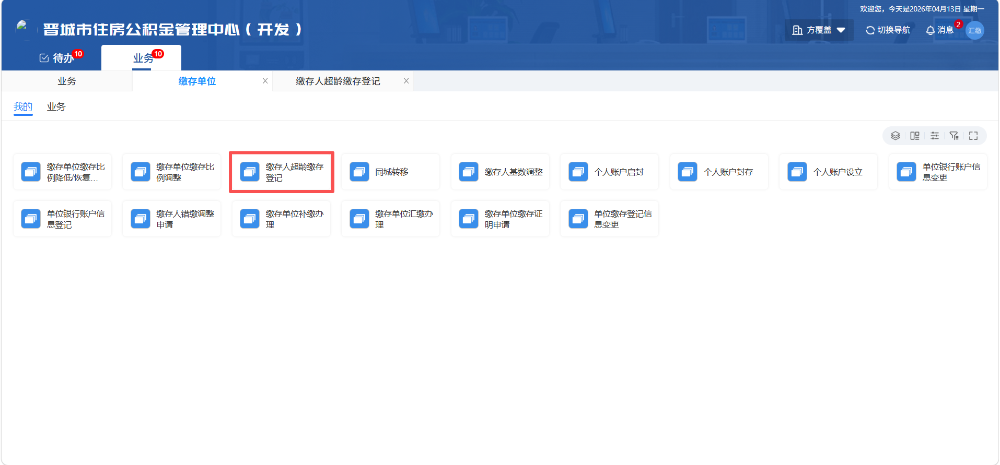 欢迎您，今天是2026年04月13日 星期一
晋城市住房公积金管理中心（开发）
方覆盖
切换导航
消息
2
汇缴
待办
10
业务
10
业务
缴存单位
缴存人超龄缴存登记
我的
业务
缴存单位缴存比
例降低/恢复...
缴存单位缴存比
例调整
缴存人超龄缴存
登记
同城转移
缴存人基数调整
个人账户启封
个人账户封存
个人账户设立
单位银行账户信
息变更
单位银行账户信
息登记
缴存人错缴调整
申请
缴存单位补缴办
理
缴存单位汇缴办
理
缴存单位缴存证
明申请
单位缴存登记信
息变更